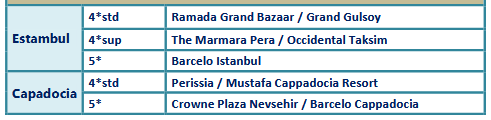 Estambul
4*std Ramada Grand Bazaar / Grand Gulsoy
4*sup The Marmara Pera / Occidental Taksim
5* Barcelo Istanbul
Capadocia
4*std Perissia / Mustafa Cappadocia Resort
5* Crowne Plaza Nevsehir / Barcelo Cappadocia